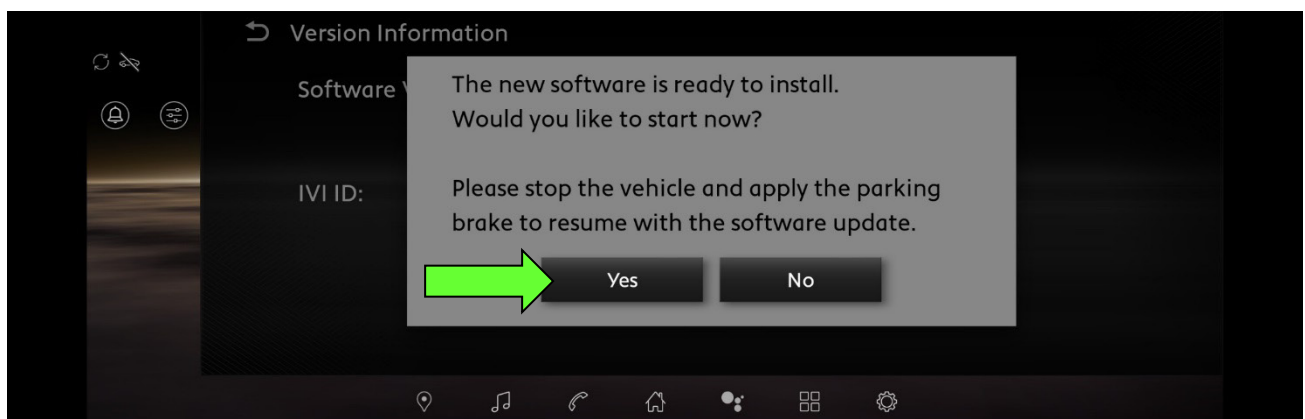 Version Information
Software V
The new software is ready to install.
Would you like to start now?
IVI ID:
Please stop the vehicle and apply the parking
brake to resume with the software update.
Yes
No